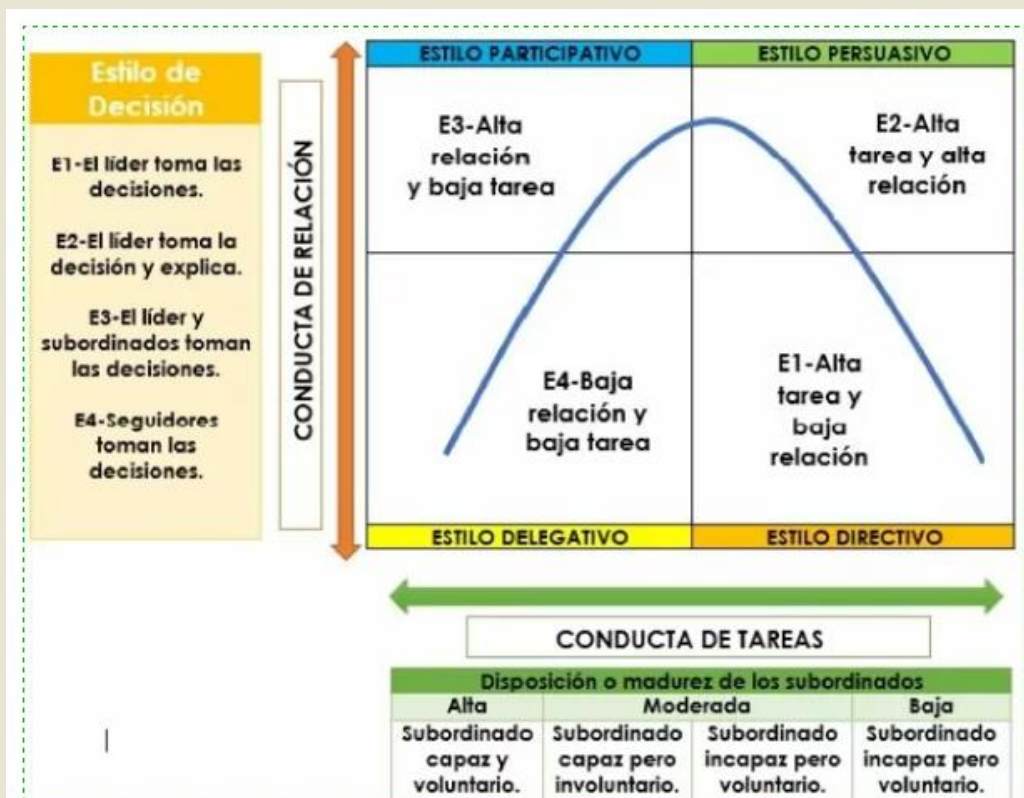 Estilo de
Decisión
E1-El líder toma las
decisiones.
E2-El líder toma la
decisión y explica.
E3-El líder y
subordinados toman
las decisiones.
E4-Seguidores
toman las
decisiones.
CONDUCTA DE RELACIÓN
ESTILO PARTICIPATIVO
ESTILO PERSUASIVO
E3-Alta
relación
y baja tarea
E2-Alta
tarea y alta
relación
E4-Baja
relación y
baja tarea
E1-Alta
tarea y
baja
relación
ESTILO DELEGATIVO
ESTILO DIRECTIVO
CONDUCTA DE TAREAS
Disposición o madurez de los subordinados
Alta
Moderada
Baja
Subordinado
capaz y
voluntario.
Subordinado
capaz pero
involuntario.
Subordinado
incapaz pero
voluntario.
Subordinado
incapaz pero
voluntario.